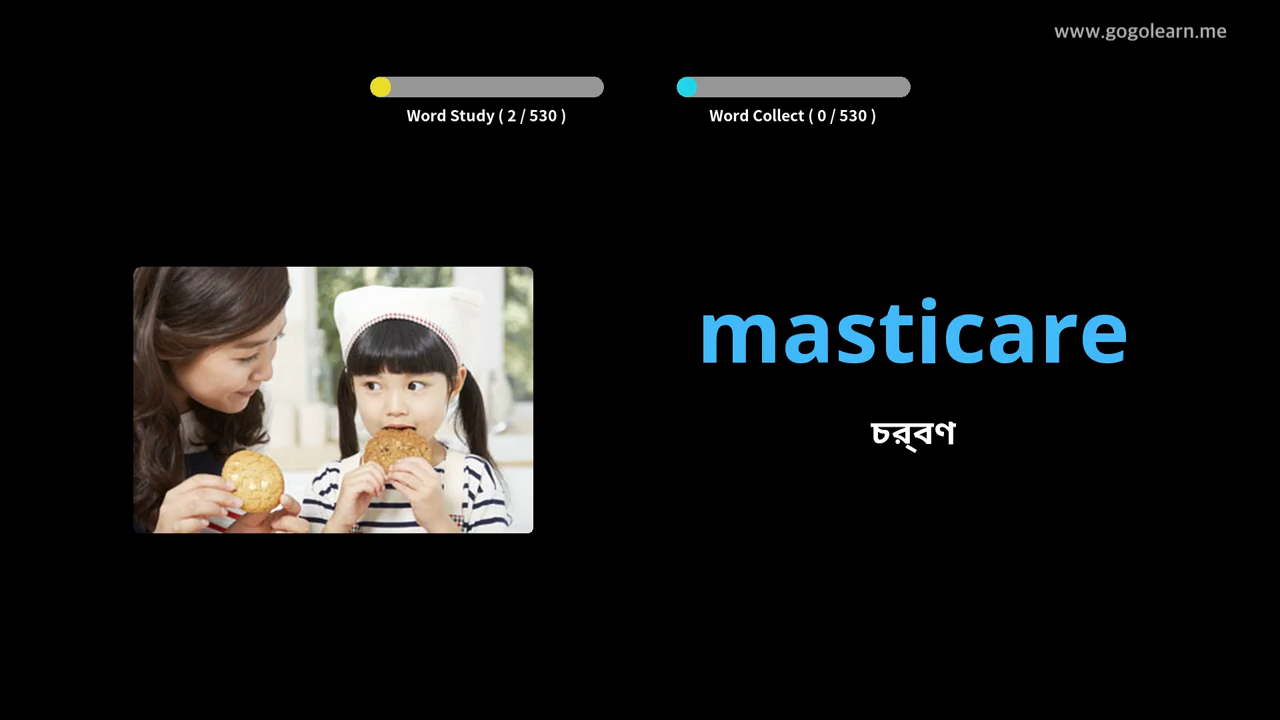 www.gogolearn.me
Word Study ( 2 / 530 )
Word Collect ( 0 / 530 )
masticare
চর্‌বণ